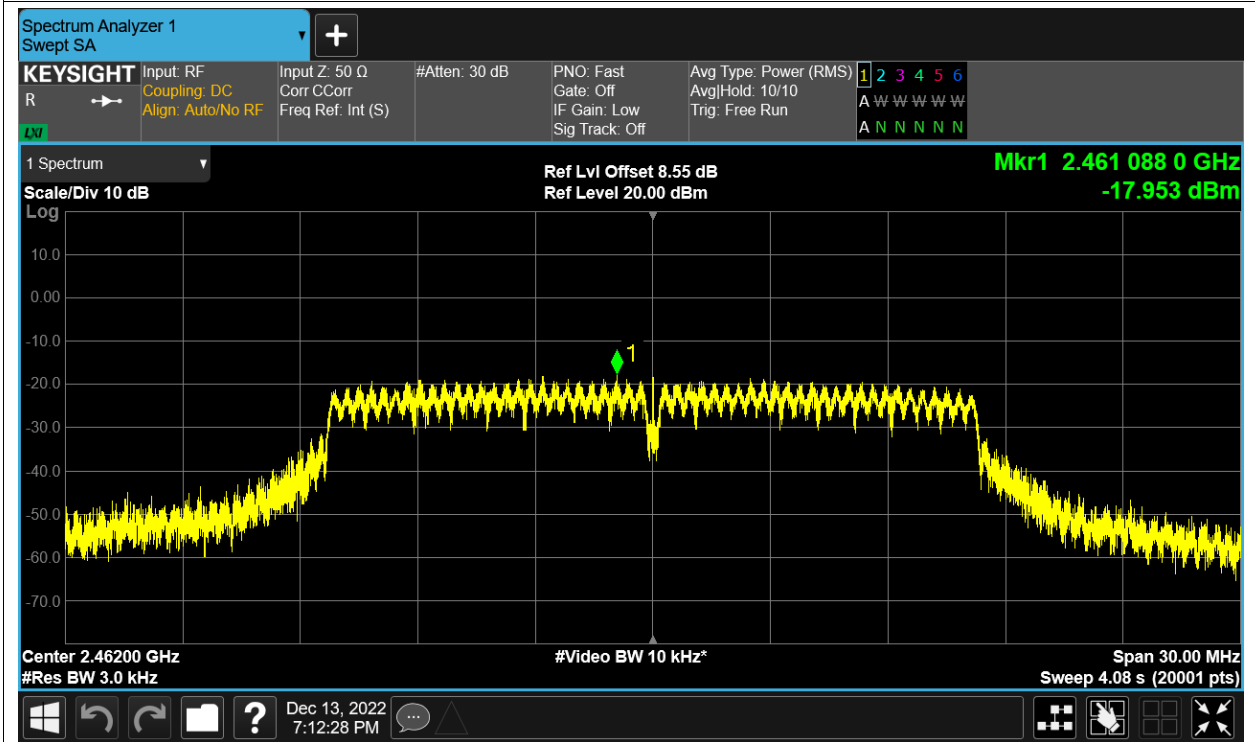 Spectrum Analyzer 1
Swept SA
+
KEYSIGHT
R
LXI
Input: RF
Coupling: DC
Align: Auto/No RF
Input Z: 50 Ω
Corr CCorr
Freq Ref: Int (S)
#Atten: 30 dB
PNO: Fast
Gate: Off
IF Gain: Low
Sig Track: Off
Avg Type: Power (RMS)
Avg|Hold: 10/10
Trig: Free Run
1 2 3 4 5 6
A W W W W W
A N N N N N
1 Spectrum
Scale/Div 10 dB
Log
Ref Lvl Offset 8.55 dB
Ref Level 20.00 dBm
Mkr1 2.461 088 0 GHz
-17.953 dBm
10.0
0.00
-10.0
-20.0
-30.0
-40.0
-50.0
-60.0
-70.0
1
Center 2.46200 GHz
#Res BW 3.0 kHz
#Video BW 10 kHz*
Span 30.00 MHz
Sweep 4.08 s (20001 pts)
?
Dec 13, 2022
7:12:28 PM